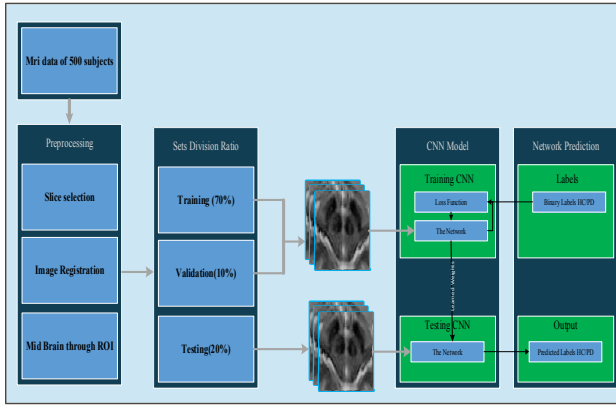 Mri data of 500 subjects
Preprocessing
Slice selection
Image Registration
Mid Brain through ROI
Sets Division Ratio
Training (70%)
Validation(10%)
Testing(20%)
CNN Model
Training CNN
Loss Function
The Network
Learned Weights
Testing CNN
The Network
Network Prediction
Labels
Binary Labels HC/PD
Output
Predicted Labels HC/PD